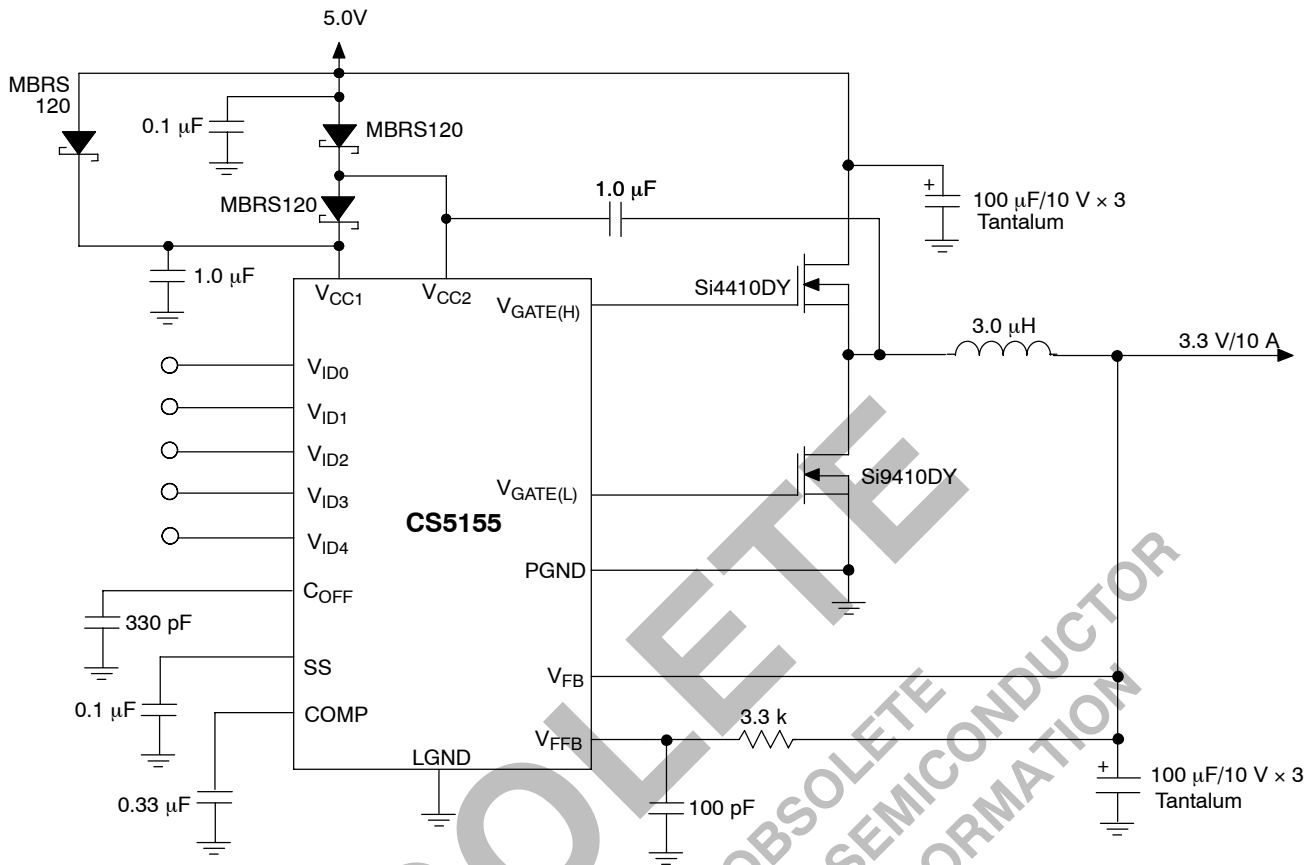 5.0V
MBRS
120
0.1 μF
MBRS120
MBRS120
1.0 μF
1.0 μF
100 μF/10 V × 3
Tantalum
VCC1
VCC2
VGATE(H)
Si4410DY
3.0 μH
3.3 V/10 A
VID0
VID1
VID2
VID3
VID4
VGATE(L)
Si9410DY
CS5155
PGND
COFF
330 pF
SS
0.1 μF
COMP
0.33 μF
LGND
VFB
VFFB
3.3 k
100 pF
100 μF/10 V × 3
Tantalum
OBSOLETE
SEMICONDUCTOR